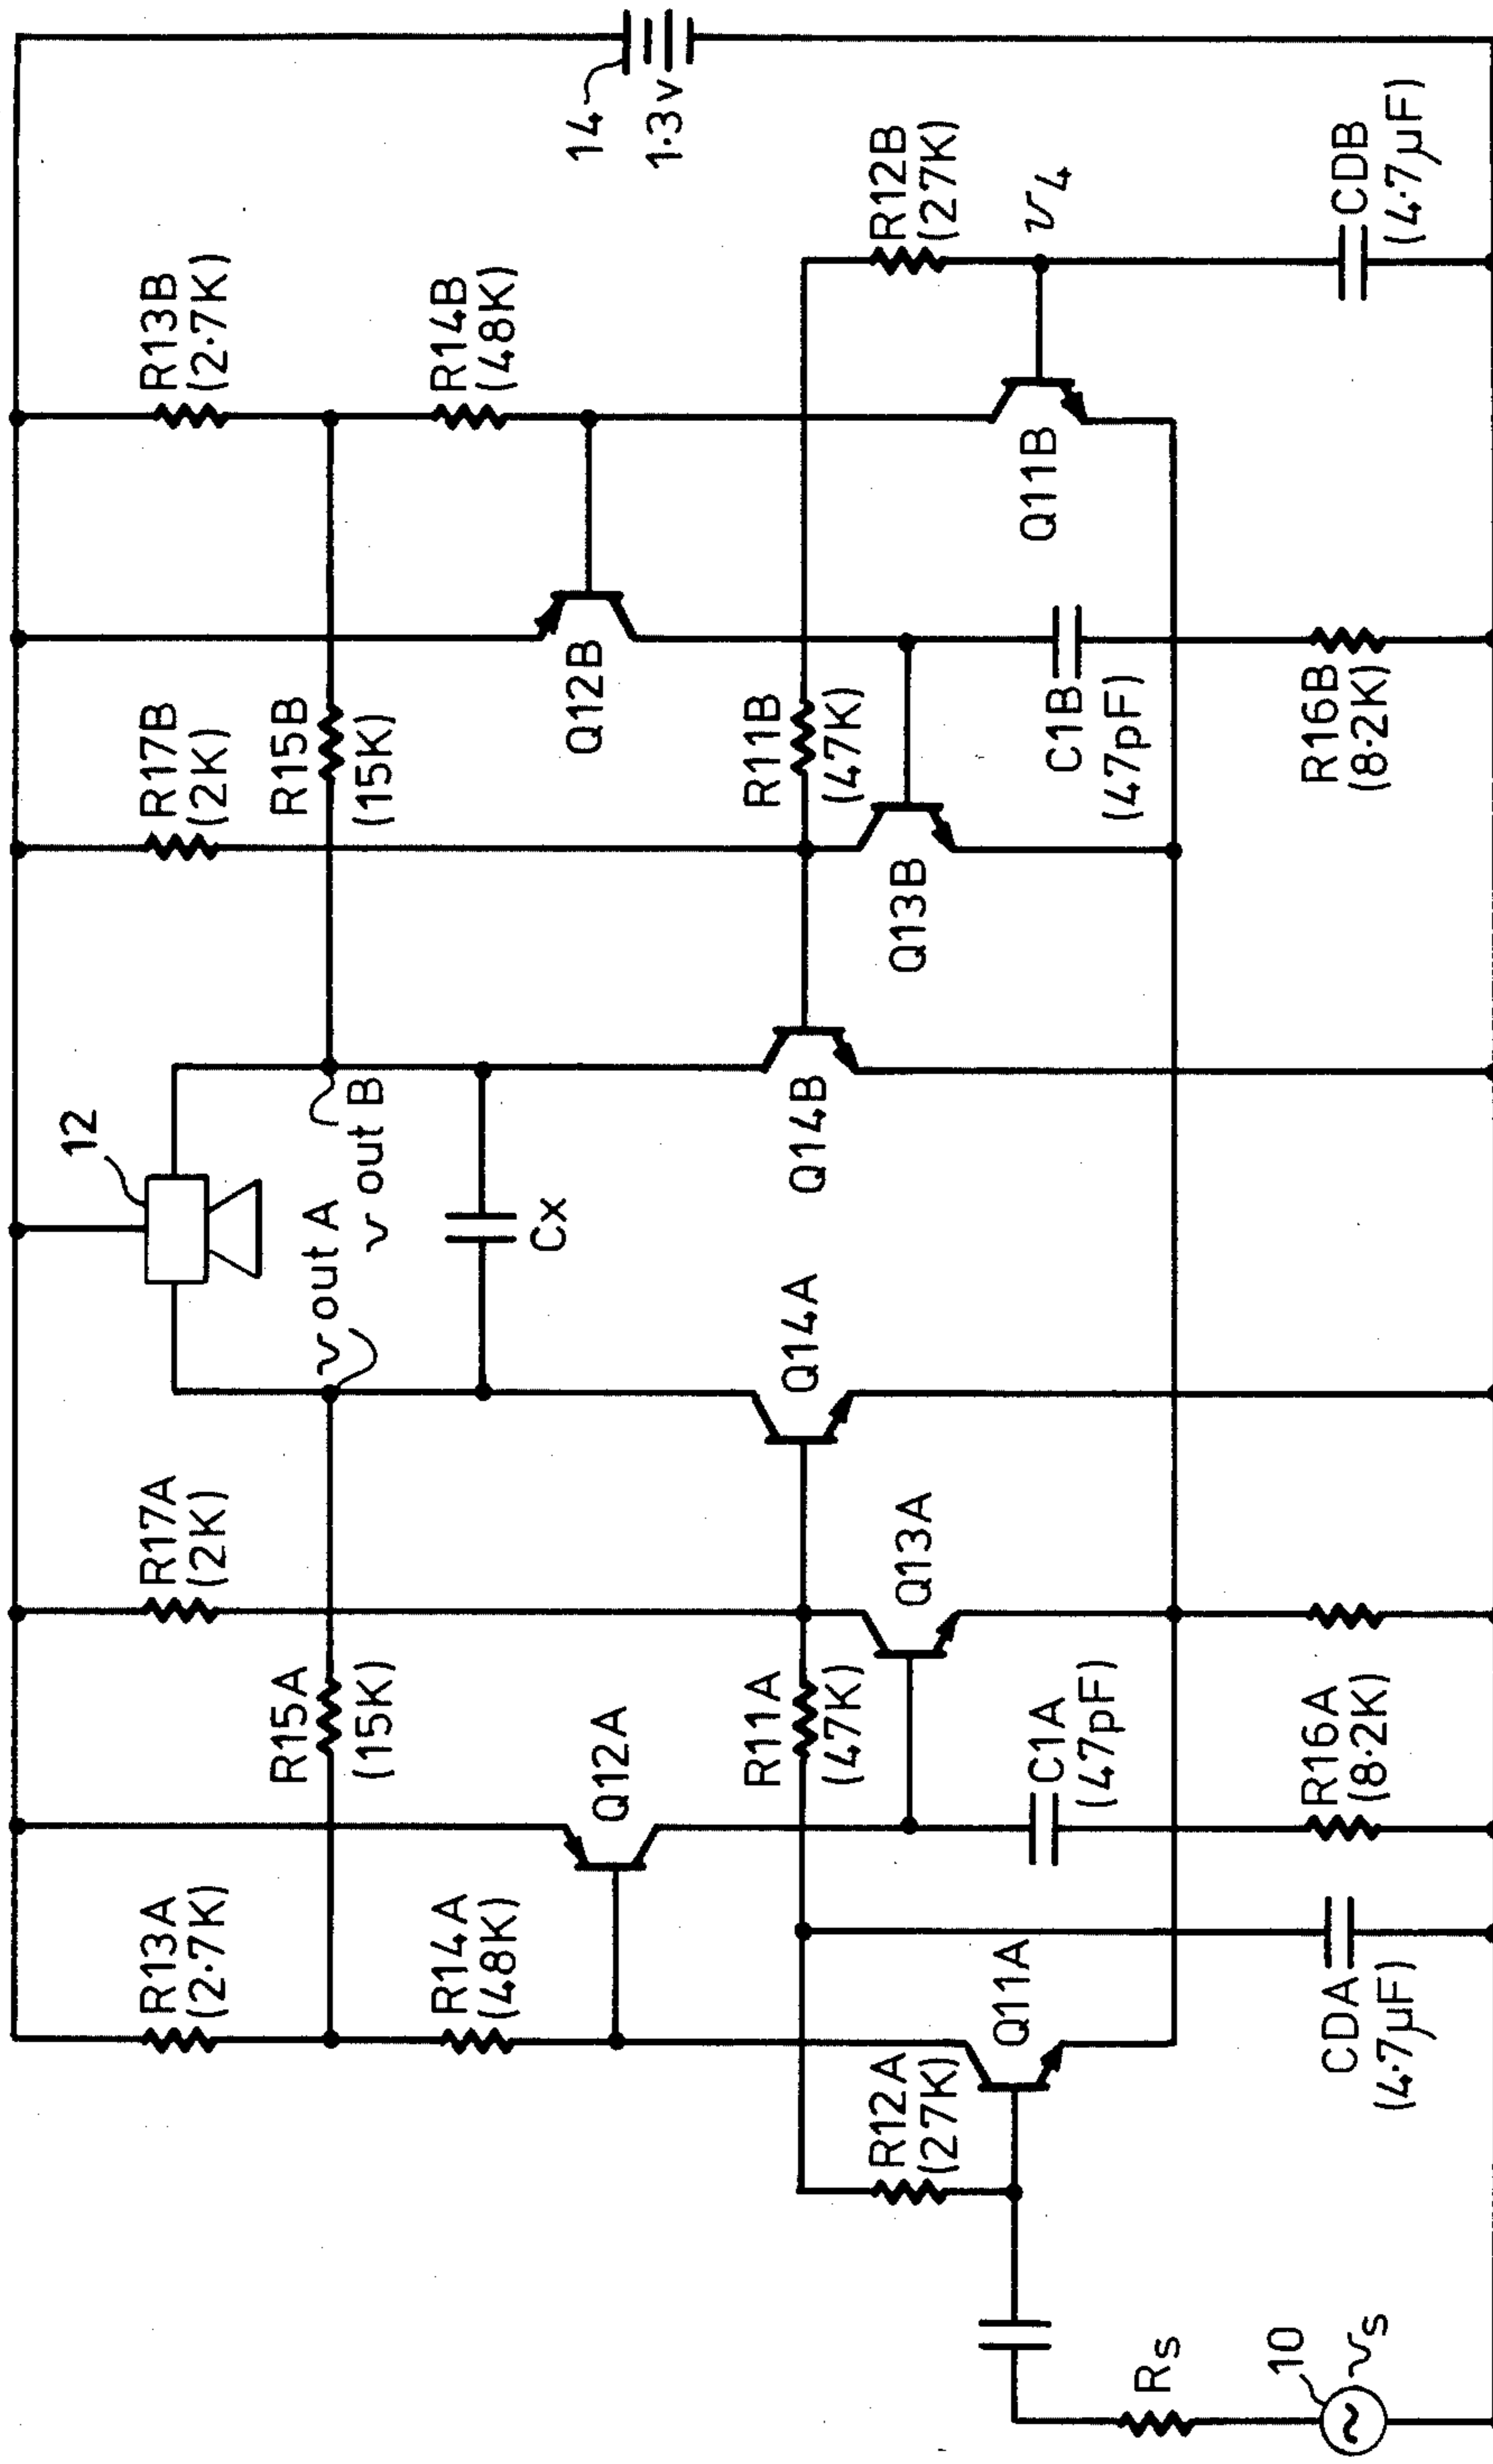 12
14
1·3v
R13A
(2·7K)
R17A
(2K)
R17B
(2K)
R13B
(2·7K)
R15A
(15K)
v out A
v out B
R15B
(15K)
R14A
(48K)
Q12A
Cx
Q12B
R14B
(48K)
R11A
(47K)
Q14A
Q14B
R11B
(47K)
R12A
(27K)
Q13A
Q13B
R12B
(27K)
Q11A
C1A
(47pF)
C1B
(47pF)
Q11B
v4
Rs
10
vs
CDA
(4·7µF)
R16A
(8·2K)
R16B
(8·2K)
CDB
(4·7µF)